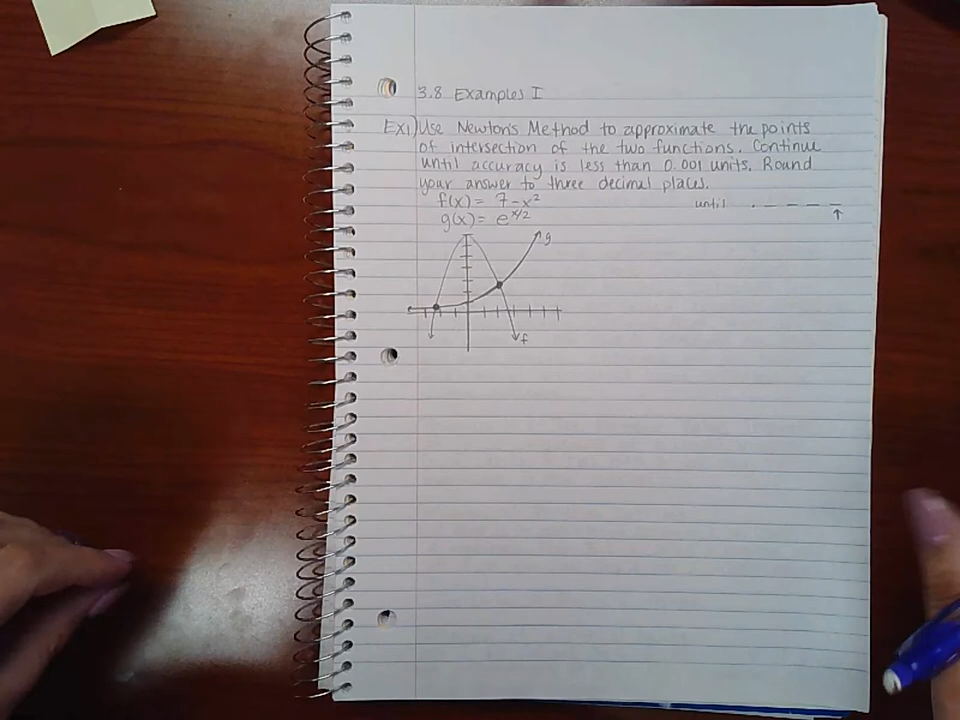 3.8 Examples I
Ex1) Use Newton's Method to approximate the points
of intersection of the two functions. Continue
until accuracy is less than 0.001 units. Round
your answer to three decimal places.
f(x) = 7 - x²
until . _ _ _ _
↑
g(x) = e^(x/2)
g
f